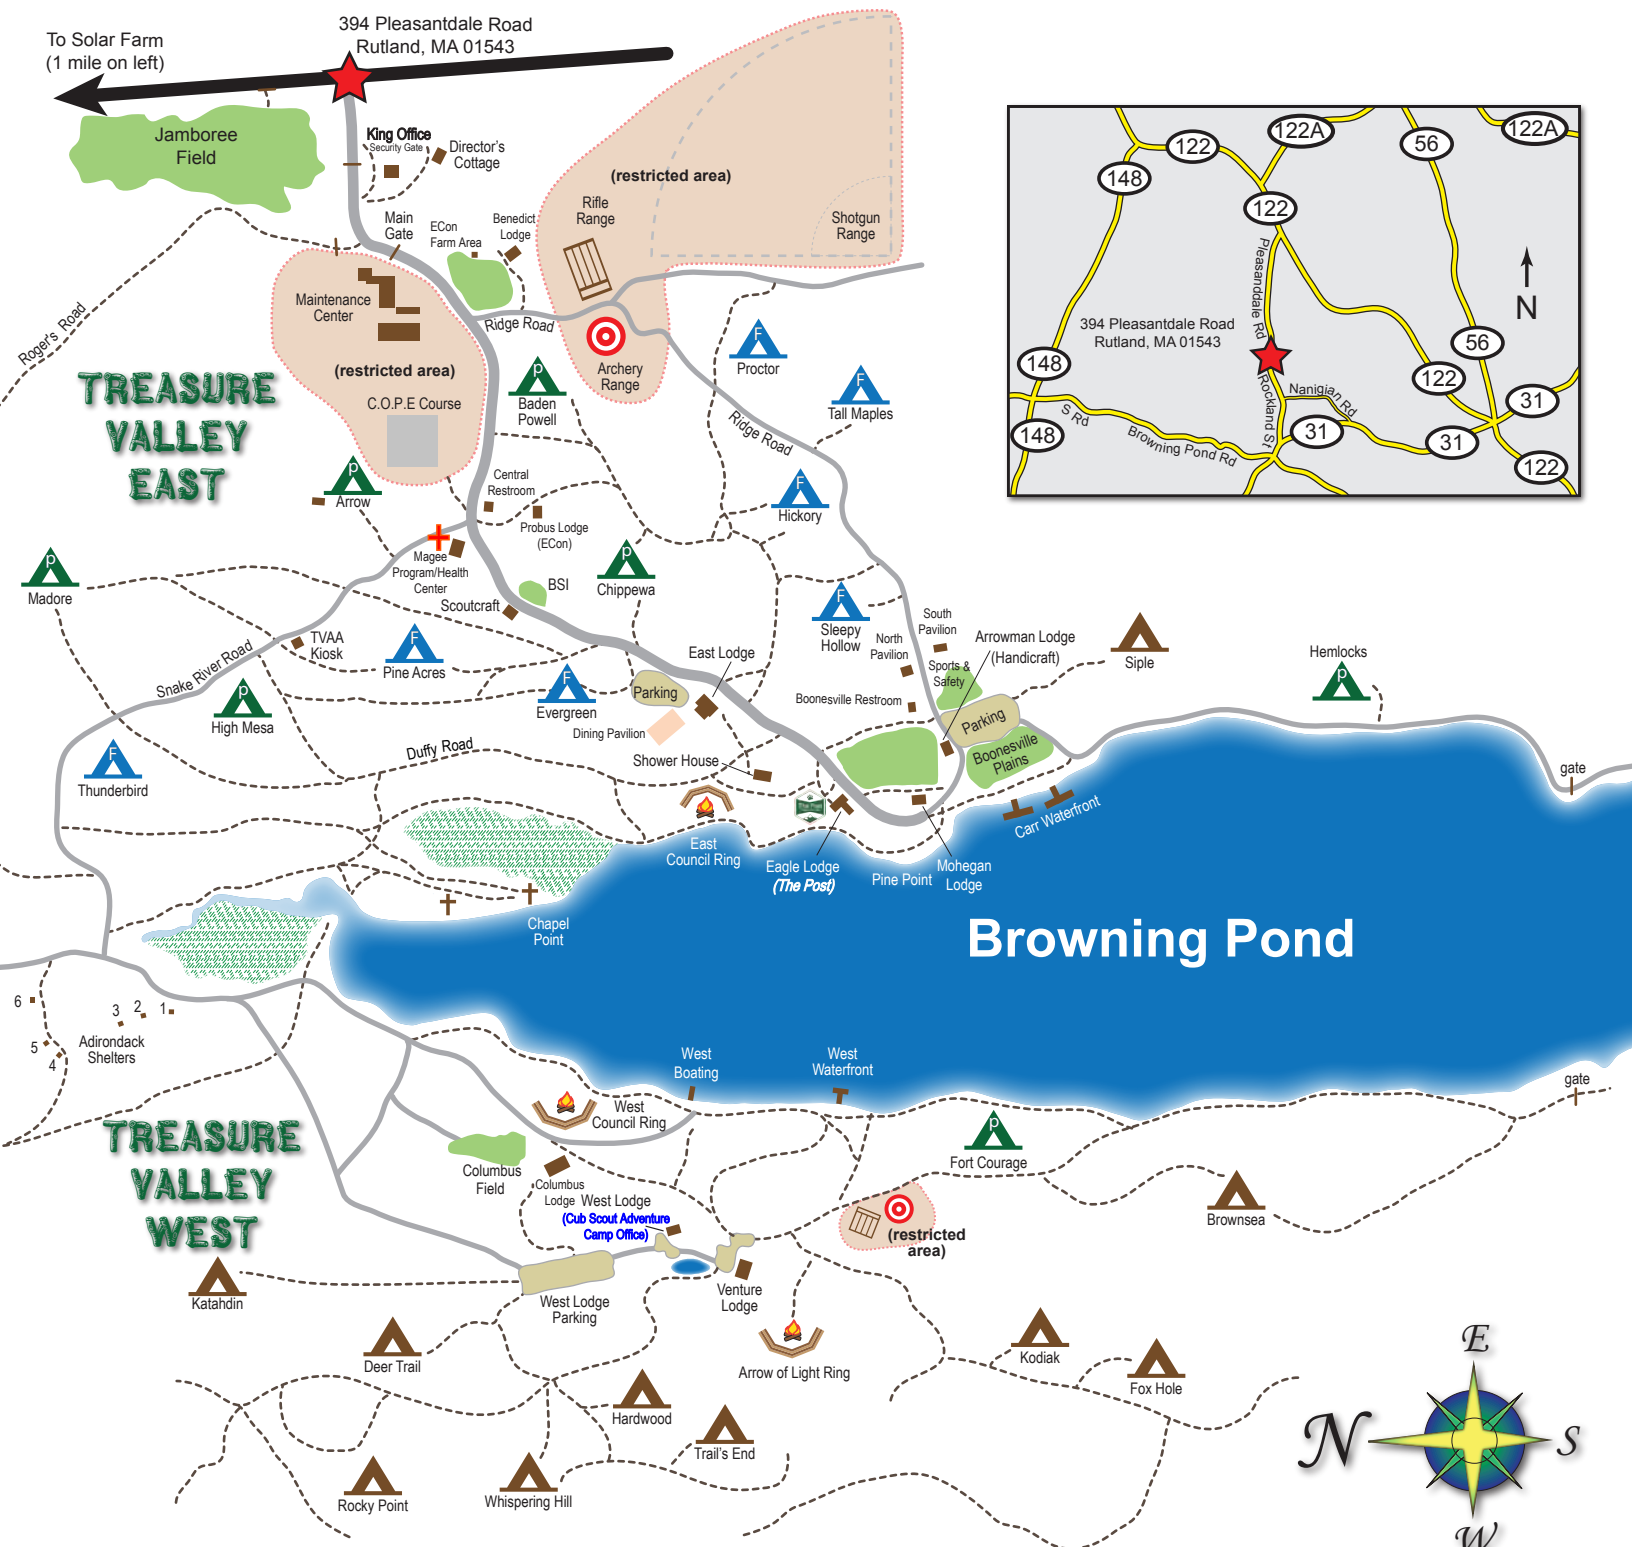 To Solar Farm
(1 mile on left)
394 Pleasantdale Road
Rutland, MA 01543
Jamboree
Field
King Office
Security Gate
Director's
Cottage
Main
Gate
ECon
Farm Area
Benedict
Lodge
(restricted area)
Rifle
Range
Shotgun
Range
Maintenance
Center
(restricted area)
C.O.P.E Course
Ridge Road
Archery
Range
Roger's Road
TREASURE
VALLEY
EAST
P
Baden
Powell
F
Proctor
F
Tall Maples
Ridge Road
P
Arrow
Central
Restroom
Probus Lodge
(ECon)
F
Hickory
Magee
Program/Health
Center
P
Madore
Scoutcraft
BSI
P
Chippewa
F
Sleepy
Hollow
South
Pavilion
North
Pavilion
Arrowman Lodge
(Handicraft)
Siple
Sports &
Safety
Boonesville Restroom
Parking
Boonesville
Plains
P
Hemlocks
gate
TVAA
Kiosk
Snake River Road
F
Pine Acres
P
High Mesa
F
Evergreen
East Lodge
Parking
Dining Pavilion
Shower House
Duffy Road
F
Thunderbird
East
Council Ring
The Post
Eagle Lodge
(The Post)
Pine Point
Mohegan
Lodge
Carr Waterfront
Chapel
Point
Browning Pond
6
5
4
3
2
1
Adirondack
Shelters
TREASURE
VALLEY
WEST
West
Boating
West
Waterfront
gate
West
Council Ring
Columbus
Field
Columbus
Lodge
West Lodge
(Cub Scout Adventure
Camp Office)
P
Fort Courage
Brownsea
(restricted
area)
Katahdin
West Lodge
Parking
Venture
Lodge
Deer Trail
Arrow of Light Ring
Kodiak
Fox Hole
Hardwood
Trail's End
Rocky Point
Whispering Hill
E
N
S
W
122
122A
56
122A
148
122
Pleasanddale Rd
N
394 Pleasantdale Road
Rutland, MA 01543
148
56
122
31
Nanigian Rd
Rockland St
S Rd
Browning Pond Rd
148
31
31
122